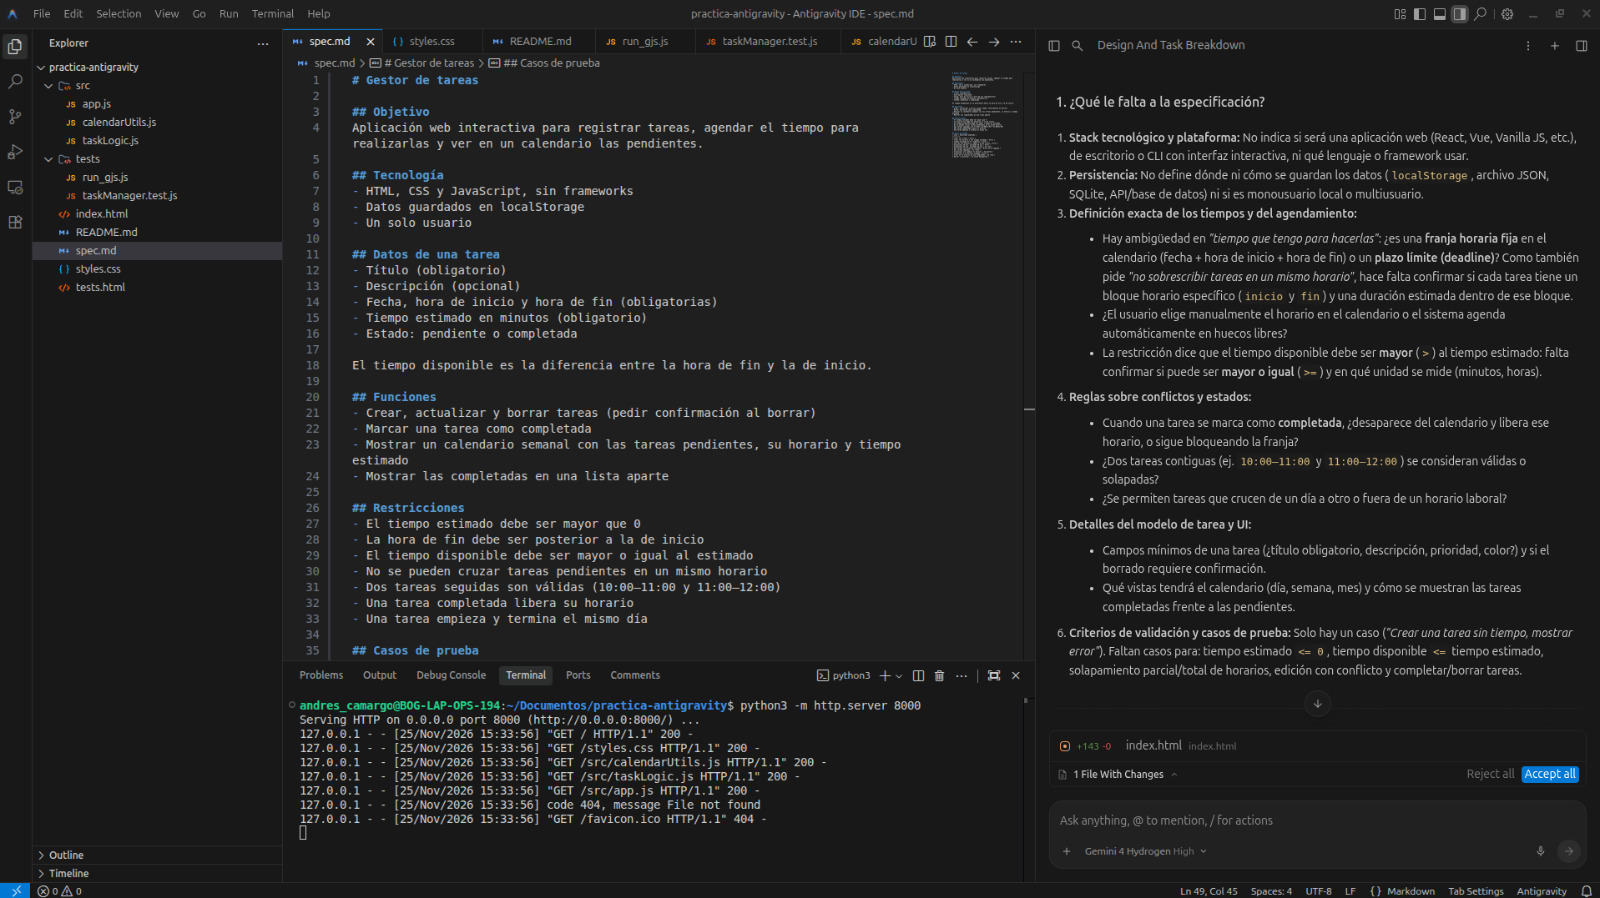 File Edit Selection View Go Run Terminal Help
practica-antigravity - Antigravity IDE - spec.md
Explorer
practica-antigravity
src
JS app.js
JS calendarUtils.js
JS taskLogic.js
tests
JS run_gjs.js
JS taskManager.test.js
index.html
README.md
spec.md
styles.css
tests.html
Outline
Timeline
spec.md
styles.css
README.md
JS run_gjs.js
JS taskManager.test.js
JS calendarU
spec.md > # Gestor de tareas > ## Casos de prueba
1 # Gestor de tareas
2
3 ## Objetivo
4 Aplicación web interactiva para registrar tareas, agendar el tiempo para
realizarlas y ver en un calendario las pendientes.
5
6 ## Tecnología
7 - HTML, CSS y JavaScript, sin frameworks
8 - Datos guardados en localStorage
9 - Un solo usuario
10
11 ## Datos de una tarea
12 - Título (obligatorio)
13 - Descripción (opcional)
14 - Fecha, hora de inicio y hora de fin (obligatorias)
15 - Tiempo estimado en minutos (obligatorio)
16 - Estado: pendiente o completada
17
18 El tiempo disponible es la diferencia entre la hora de fin y la de inicio.
19
20 ## Funciones
21 - Crear, actualizar y borrar tareas (pedir confirmación al borrar)
22 - Marcar una tarea como completada
23 - Mostrar un calendario semanal con las tareas pendientes, su horario y tiempo
estimado
24 - Mostrar las completadas en una lista aparte
25
26 ## Restricciones
27 - El tiempo estimado debe ser mayor que 0
28 - La hora de fin debe ser posterior a la de inicio
29 - El tiempo disponible debe ser mayor o igual al estimado
30 - No se pueden cruzar tareas pendientes en un mismo horario
31 - Dos tareas seguidas son válidas (10:00–11:00 y 11:00–12:00)
32 - Una tarea completada libera su horario
33 - Una tarea empieza y termina el mismo día
34
35 ## Casos de prueba
Problems Output Debug Console Terminal Ports Comments
python3
andres_camargo@BOG-LAP-OPS-194:~/Documentos/practica-antigravity$ python3 -m http.server 8000
Serving HTTP on 0.0.0.0 port 8000 (http://0.0.0.0:8000/) ...
127.0.0.1 - - [25/Nov/2026 15:33:56] "GET / HTTP/1.1" 200 -
127.0.0.1 - - [25/Nov/2026 15:33:56] "GET /styles.css HTTP/1.1" 200 -
127.0.0.1 - - [25/Nov/2026 15:33:56] "GET /src/calendarUtils.js HTTP/1.1" 200 -
127.0.0.1 - - [25/Nov/2026 15:33:56] "GET /src/taskLogic.js HTTP/1.1" 200 -
127.0.0.1 - - [25/Nov/2026 15:33:56] "GET /src/app.js HTTP/1.1" 200 -
127.0.0.1 - - [25/Nov/2026 15:33:56] code 404, message File not found
127.0.0.1 - - [25/Nov/2026 15:33:56] "GET /favicon.ico HTTP/1.1" 404 -
Design And Task Breakdown
1. ¿Qué le falta a la especificación?
1. Stack tecnológico y plataforma: No indica si será una aplicación web (React, Vue, Vanilla JS, etc.),
de escritorio o CLI con interfaz interactiva, ni qué lenguaje o framework usar.
2. Persistencia: No define dónde ni cómo se guardan los datos ( localStorage , archivo JSON,
SQLite, API/base de datos) ni si es monousuario local o multiusuario.
3. Definición exacta de los tiempos y del agendamiento:
• Hay ambigüedad en "tiempo que tengo para hacerlas": ¿es una franja horaria fija en el
calendario (fecha + hora de inicio + hora de fin) o un plazo límite (deadline)? Como también
pide "no sobrescribir tareas en un mismo horario", hace falta confirmar si cada tarea tiene un
bloque horario específico ( inicio y fin ) y una duración estimada dentro de ese bloque.
• ¿El usuario elige manualmente el horario en el calendario o el sistema agenda
automáticamente en huecos libres?
• La restricción dice que el tiempo disponible debe ser mayor ( > ) al tiempo estimado: falta
confirmar si puede ser mayor o igual ( >= ) y en qué unidad se mide (minutos, horas).
4. Reglas sobre conflictos y estados:
• Cuando una tarea se marca como completada, ¿desaparece del calendario y libera ese
horario, o sigue bloqueando la franja?
• ¿Dos tareas contiguas (ej. 10:00–11:00 y 11:00–12:00 ) se consideran válidas o
solapadas?
• ¿Se permiten tareas que crucen de un día a otro o fuera de un horario laboral?
5. Detalles del modelo de tarea y UI:
• Campos mínimos de una tarea (¿título obligatorio, descripción, prioridad, color?) y si el
borrado requiere confirmación.
• Qué vistas tendrá el calendario (día, semana, mes) y cómo se muestran las tareas
completadas frente a las pendientes.
6. Criterios de validación y casos de prueba: Solo hay un caso ("Crear una tarea sin tiempo, mostrar
error"). Faltan casos para: tiempo estimado <= 0 , tiempo disponible <= tiempo estimado,
solapamiento parcial/total de horarios, edición con conflicto y completar/borrar tareas.
+143 -0 index.html index.html
1 File With Changes
Reject all Accept all
Ask anything, @ to mention, / for actions
Gemini 4 Hydrogen High
0 0
Ln 49, Col 45 Spaces: 4 UTF-8 LF {} Markdown Tab Settings Antigravity